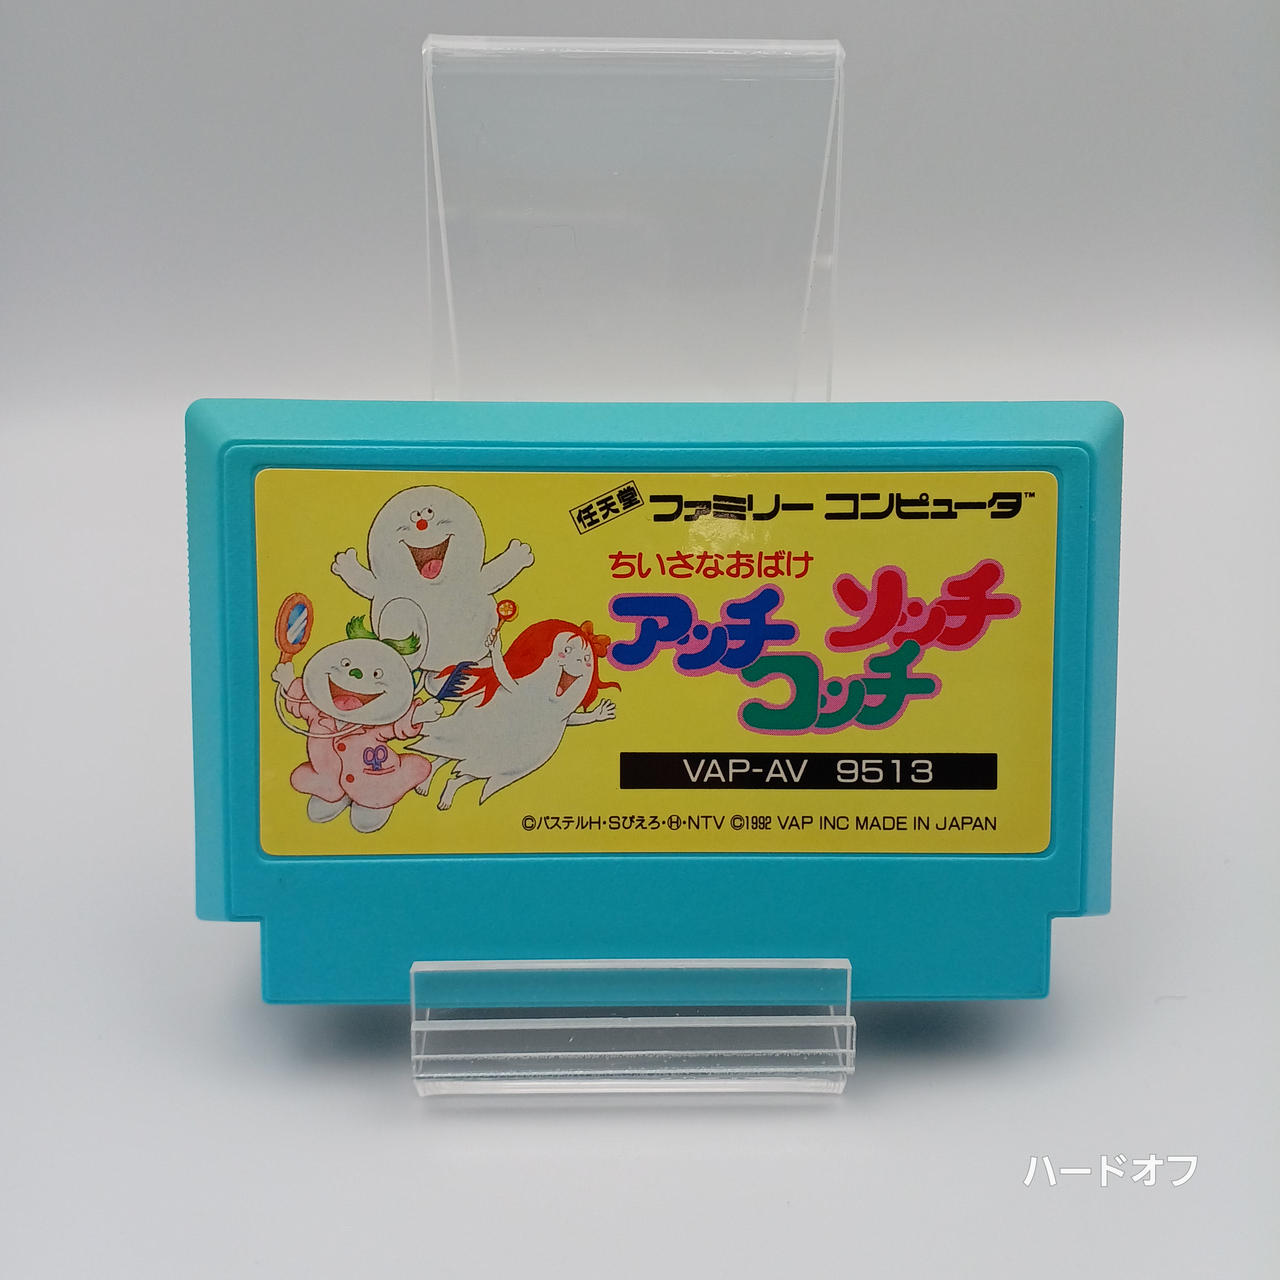 任天堂 ファミリー コンピュータ™
ちいさなおばけ
アッチ ソッチ
コッチ
VAP-AV 9513
©パステルH・Sぴえろ・Ⓗ・NTV ©1992 VAP INC MADE IN JAPAN
ハードオフ